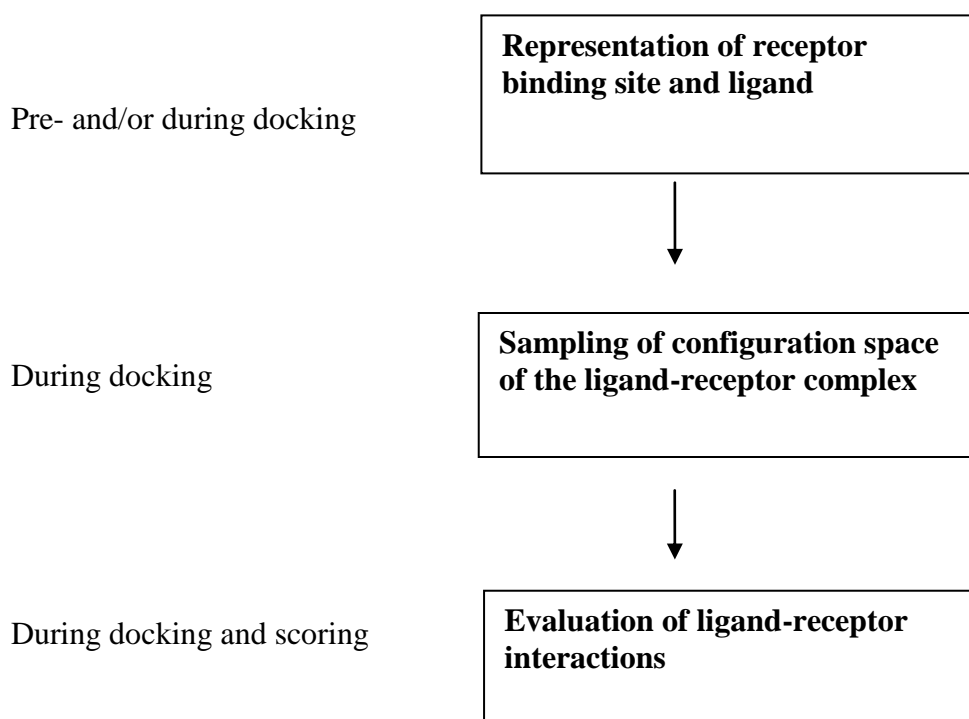 Representation of receptor
binding site and ligand
Pre- and/or during docking
Sampling of configuration space
of the ligand-receptor complex
During docking
Evaluation of ligand-receptor
interactions
During docking and scoring